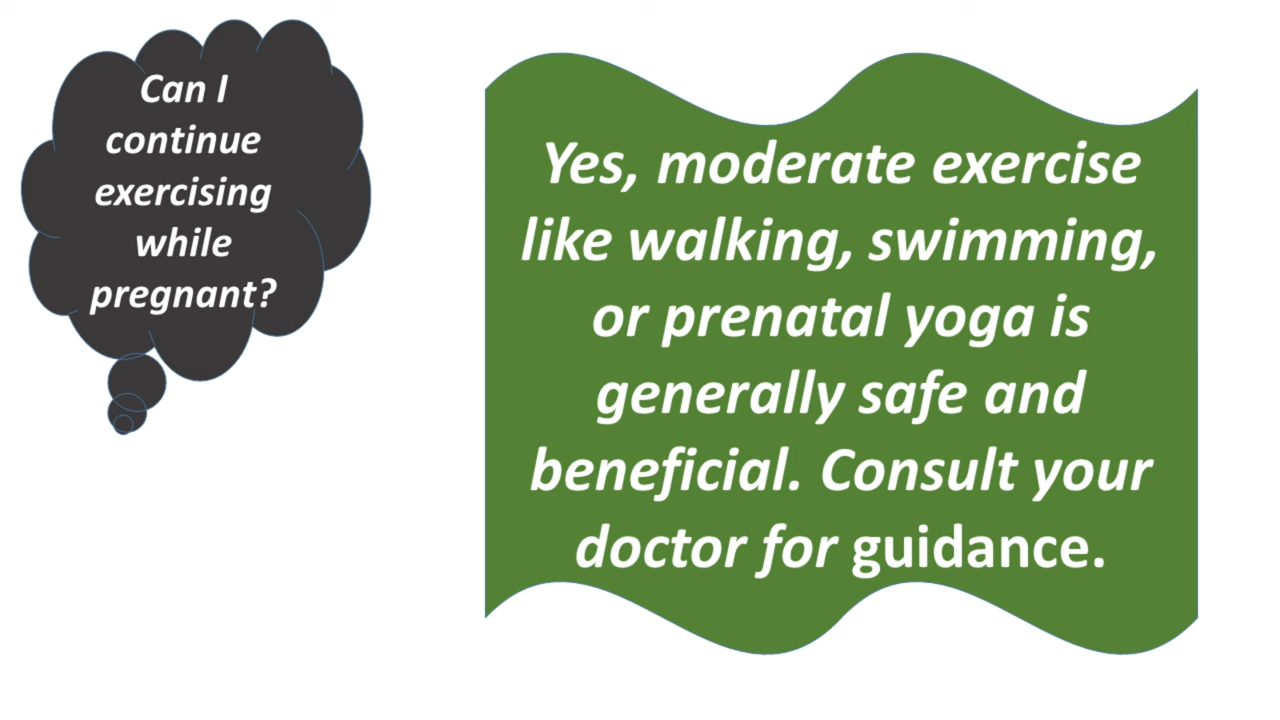 Can I
continue
exercising
while
pregnant?
Yes, moderate exercise
like walking, swimming,
or prenatal yoga is
generally safe and
beneficial. Consult your
doctor for guidance.